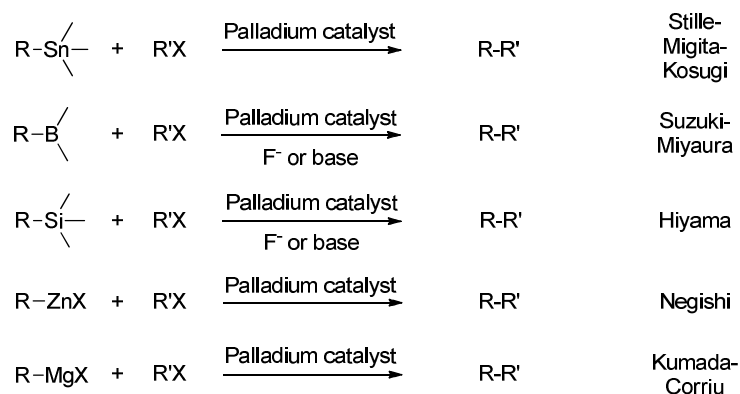 Palladium catalyst
Stille-
Migita-
Kosugi
R-Sn + R'X R-R'
Palladium catalyst
Suzuki-
Miyaura
R-B + R'X R-R'
F- or base
Palladium catalyst
R-Si + R'X R-R' Hiyama
F- or base
Palladium catalyst
R-ZnX + R'X R-R' Negishi
Palladium catalyst
R-MgX + R'X R-R'
Kumada-
Corriu